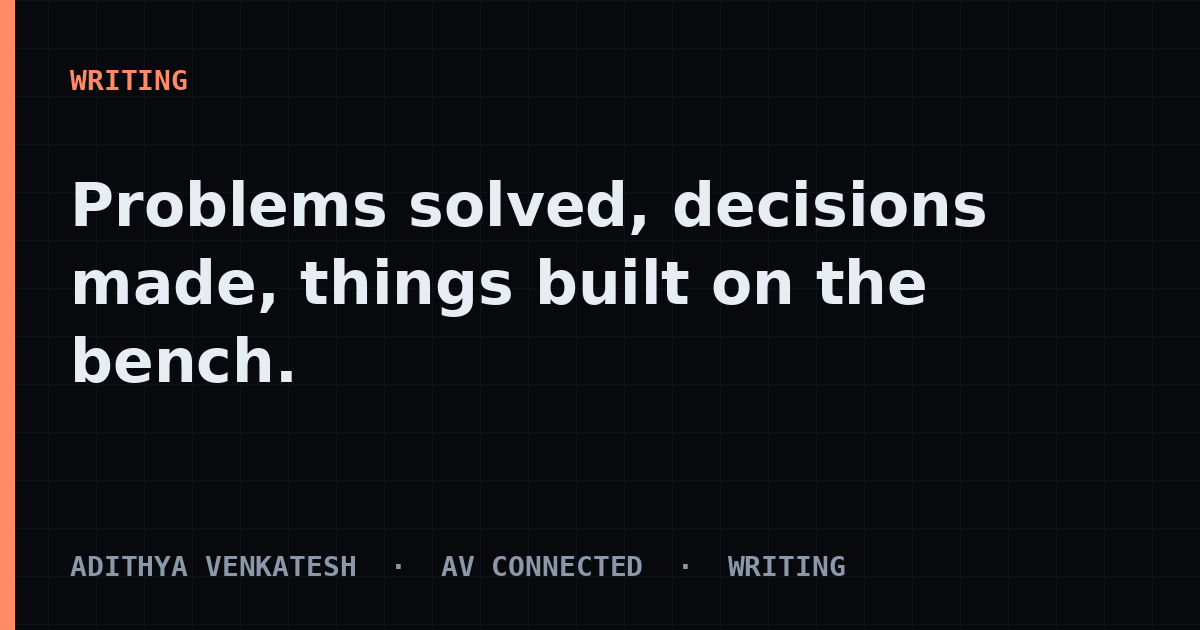 WRITING
Problems solved, decisions
made, things built on the
bench.
ADITHYA VENKATESH · AV CONNECTED · WRITING